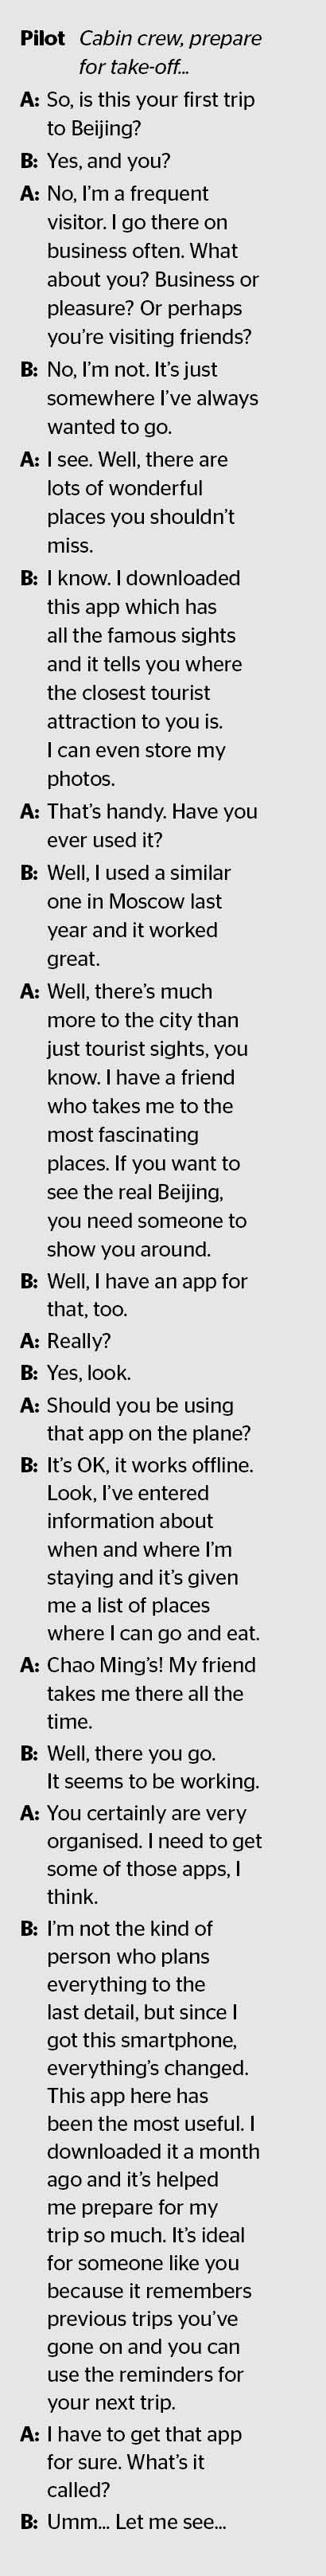 Pilot Cabin crew, prepare
for take-off...
A: So, is this your first trip
to Beijing?
B: Yes, and you?
A: No, I'm a frequent
visitor. I go there on
business often. What
about you? Business or
pleasure? Or perhaps
you're visiting friends?
B: No, I'm not. It's just
somewhere I've always
wanted to go.
A: I see. Well, there are
lots of wonderful
places you shouldn't
miss.
B: I know. I downloaded
this app which has
all the famous sights
and it tells you where
the closest tourist
attraction to you is.
I can even store my
photos.
A: That's handy. Have you
ever used it?
B: Well, I used a similar
one in Moscow last
year and it worked
great.
A: Well, there's much
more to the city than
just tourist sights, you
know. I have a friend
who takes me to the
most fascinating
places. If you want to
see the real Beijing,
you need someone to
show you around.
B: Well, I have an app for
that, too.
A: Really?
B: Yes, look.
A: Should you be using
that app on the plane?
B: It's OK, it works offline.
Look, I've entered
information about
when and where I'm
staying and it's given
me a list of places
where I can go and eat.
A: Chao Ming's! My friend
takes me there all the
time.
B: Well, there you go.
It seems to be working.
A: You certainly are very
organised. I need to get
some of those apps, I
think.
B: I'm not the kind of
person who plans
everything to the
last detail, but since I
got this smartphone,
everything's changed.
This app here has
been the most useful. I
downloaded it a month
ago and it's helped
me prepare for my
trip so much. It's ideal
for someone like you
because it remembers
previous trips you've
gone on and you can
use the reminders for
your next trip.
A: I have to get that app
for sure. What's it
called?
B: Umm... Let me see...